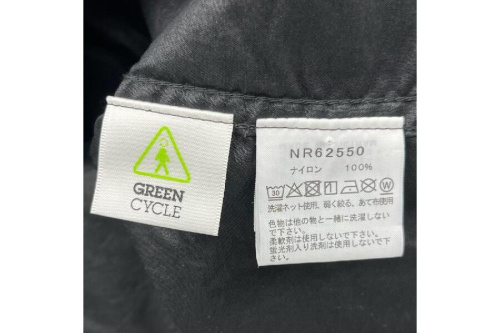 GREEN
CYCLE
NR62550
ナイロン 100%
30
W
洗濯ネット使用、弱く絞る、あて布使用
色物は他の物と一緒に洗濯しない
で下さい。
柔軟剤は使用しないで下さい。
蛍光剤入り洗剤は使用しない
で下さい。